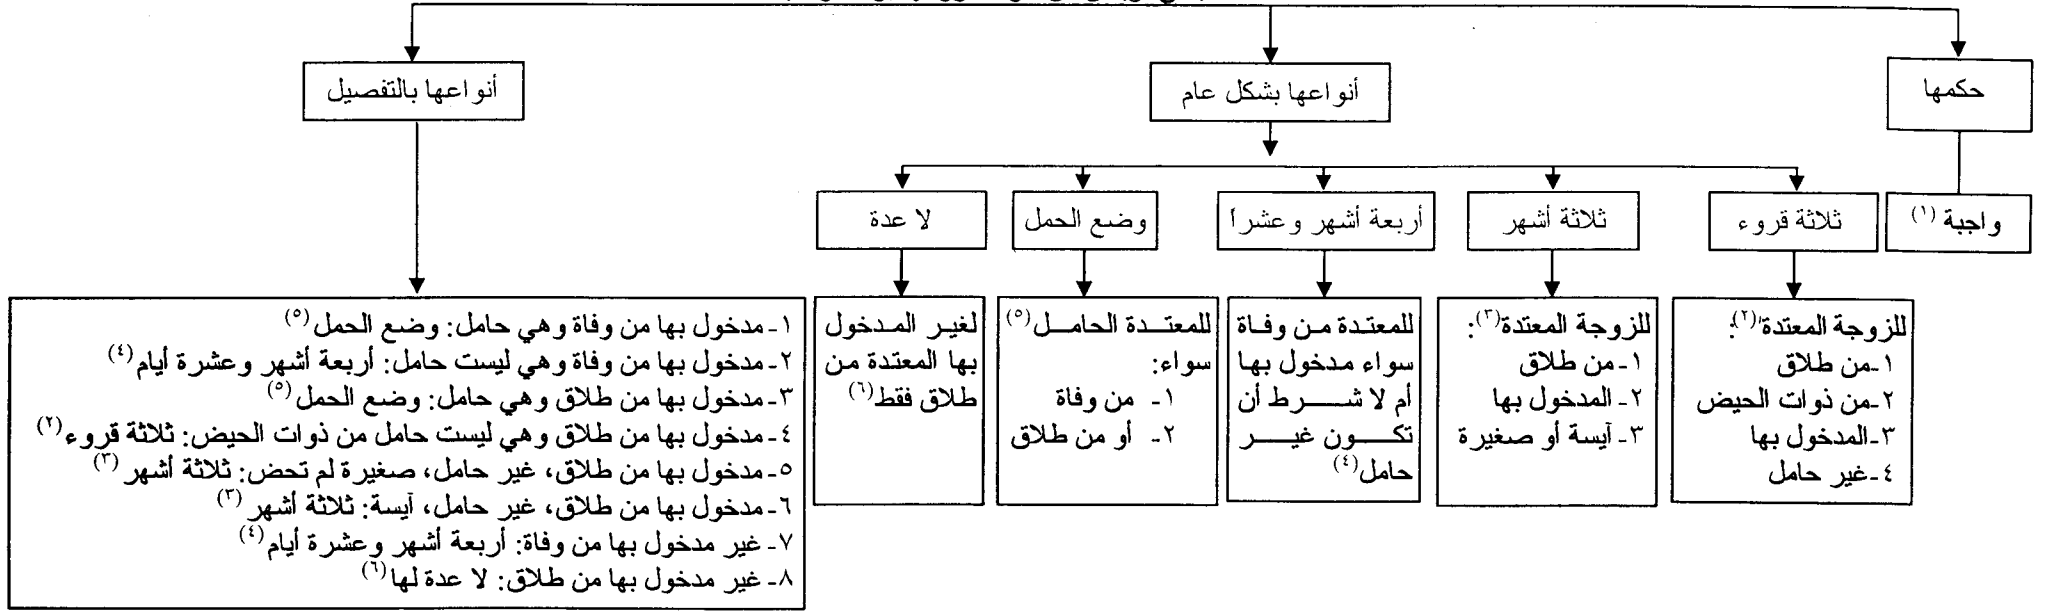 حكمها
أنواعها بشكل عام
أنواعها بالتفصيل
واجبة (١)
ثلاثة قروء
ثلاثة أشهر
أربعة أشهر وعشراً
وضع الحمل
لا عدة
للزوجة المعتدة(٢):
١-من طلاق
٢-من ذوات الحيض
٣-المدخول بها
٤-غير حامل
للزوجة المعتدة(٣):
١- من طلاق
٢- المدخول بها
٣- آيسة أو صغيرة
للمعتدة من وفاة
سواء مدخول بها
أم لا شرط أن
تكون غير
حامل(٤)
للمعتدة الحامل(٥)
سواء:
١- من وفاة
٢- أو من طلاق
لغير المدخول
بها المعتدة من
طلاق فقط(٦)
١- مدخول بها من وفاة وهي حامل: وضع الحمل(٥)
٢- مدخول بها من وفاة وهي ليست حامل: أربعة أشهر وعشرة أيام(٤)
٣- مدخول بها من طلاق وهي حامل: وضع الحمل(٥)
٤- مدخول بها من طلاق وهي ليست حامل من ذوات الحيض: ثلاثة قروء(٢)
٥- مدخول بها من طلاق، غير حامل، صغيرة لم تحض: ثلاثة أشهر(٣)
٦- مدخول بها من طلاق، غير حامل، آيسة: ثلاثة أشهر(٣)
٧- غير مدخول بها من وفاة: أربعة أشهر وعشرة أيام(٤)
٨- غير مدخول بها من طلاق: لا عدة لها(٦)